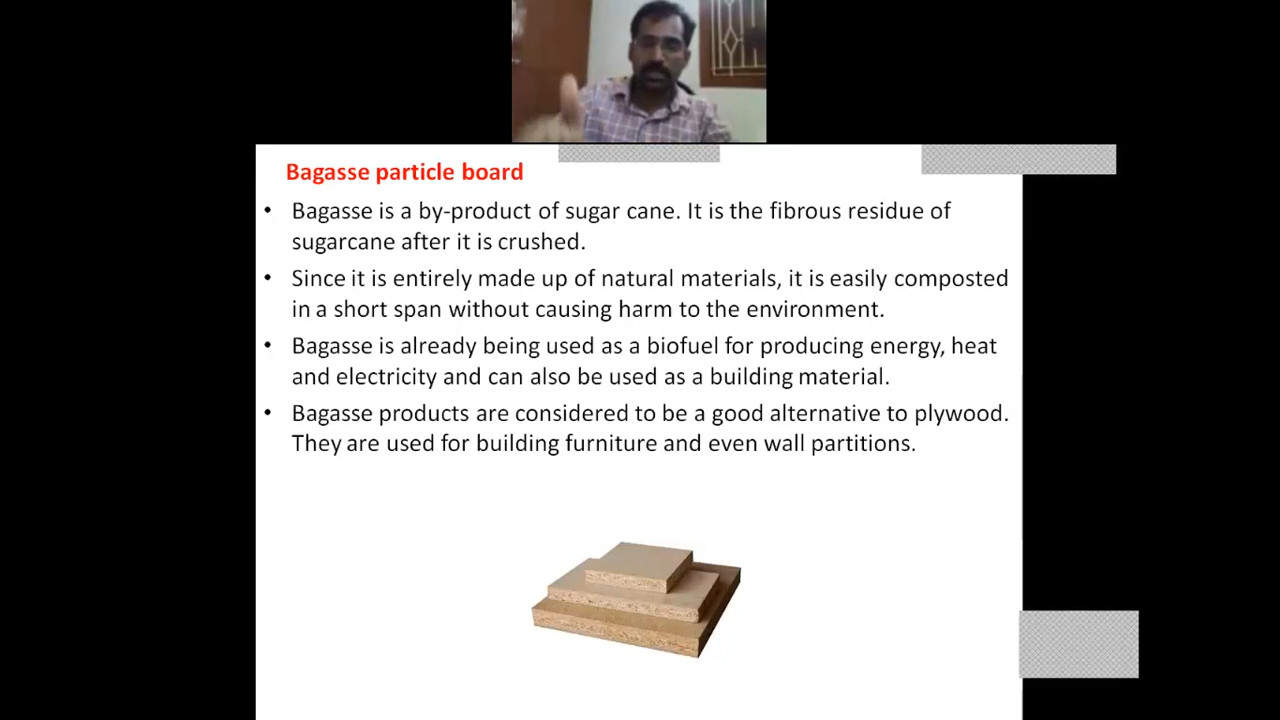 Bagasse particle board
• Bagasse is a by-product of sugar cane. It is the fibrous residue of
sugarcane after it is crushed.
• Since it is entirely made up of natural materials, it is easily composted
in a short span without causing harm to the environment.
• Bagasse is already being used as a biofuel for producing energy, heat
and electricity and can also be used as a building material.
• Bagasse products are considered to be a good alternative to plywood.
They are used for building furniture and even wall partitions.